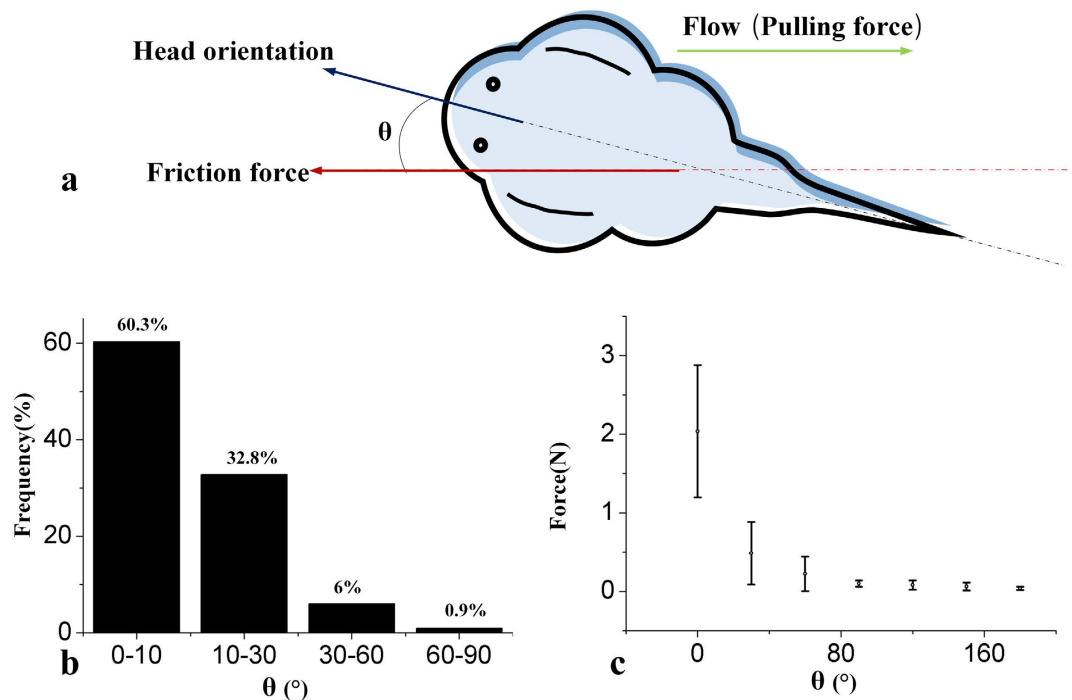 Flow (Pulling force)
Head orientation
θ
Friction force
a
60.3%
32.8%
6%
0.9%
60
40
20
0
Frequency(%)
0-10
10-30
30-60
60-90
θ (°)
b
3
2
1
0
Force(N)
0
80
160
θ (°)
c